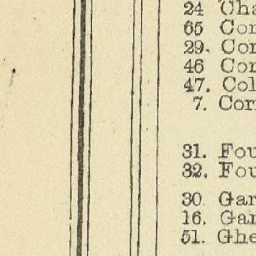 24 Cha
65 Cor
29. Cor
46 Cor
47. Col
7. Corr
31. Fou
32. Fou
30 Gar
16. Gar
51. Ghe